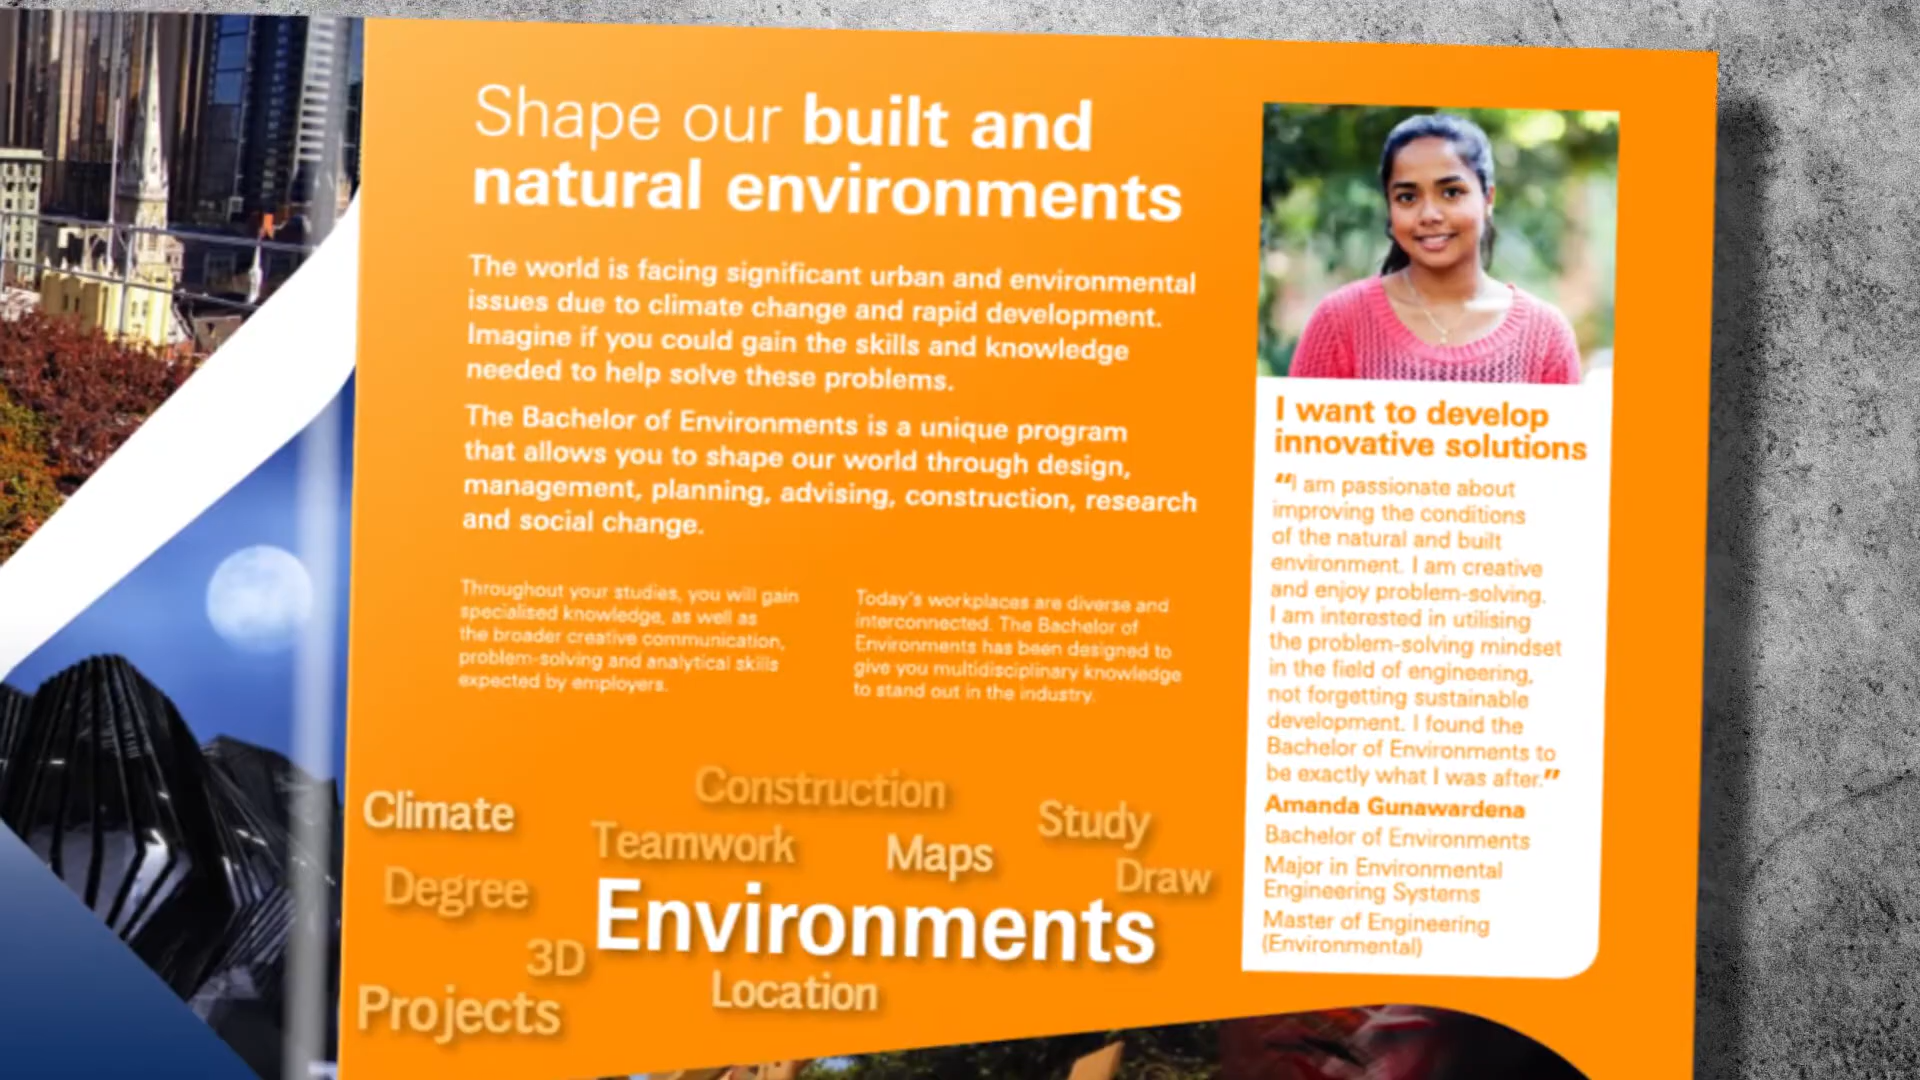 Shape our built and
natural environments
The world is facing significant urban and environmental
issues due to climate change and rapid development.
Imagine if you could gain the skills and knowledge
needed to help solve these problems.
The Bachelor of Environments is a unique program
that allows you to shape our world through design,
management, planning, advising, construction, research
and social change.
Throughout your studies, you will gain
specialised knowledge, as well as
the broader creative communication,
problem-solving and analytical skills
expected by employers.
Today's workplaces are diverse and
interconnected. The Bachelor of
Environments has been designed to
give you multidisciplinary knowledge
to stand out in the industry.
Construction
Climate
Study
Teamwork
Maps
Draw
Degree
Environments
3D
Location
Projects
I want to develop
innovative solutions
“I am passionate about
improving the conditions
of the natural and built
environment. I am creative
and enjoy problem-solving.
I am interested in utilising
the problem-solving mindset
in the field of engineering,
not forgetting sustainable
development. I found the
Bachelor of Environments to
be exactly what I was after.”
Amanda Gunawardena
Bachelor of Environments
Major in Environmental
Engineering Systems
Master of Engineering
(Environmental)